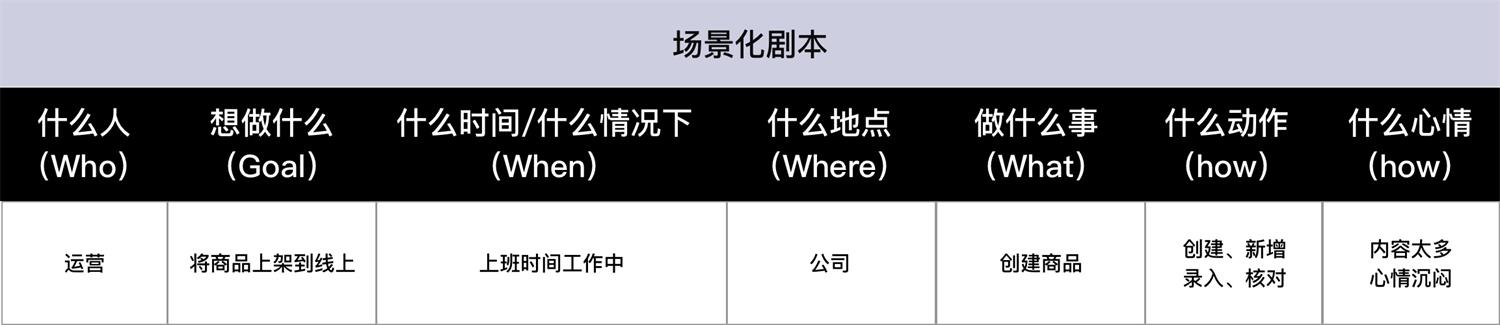 场景化剧本
什么人 想做什么 什么时间/什么情况下 什么地点 做什么事 什么动作 什么心情
（Who） （Goal） （When） （Where） （What） （how） （how）
运营 将商品上架到线上 上班时间工作中 公司 创建商品 创建、新增 内容太多
录入、核对 心情沉闷